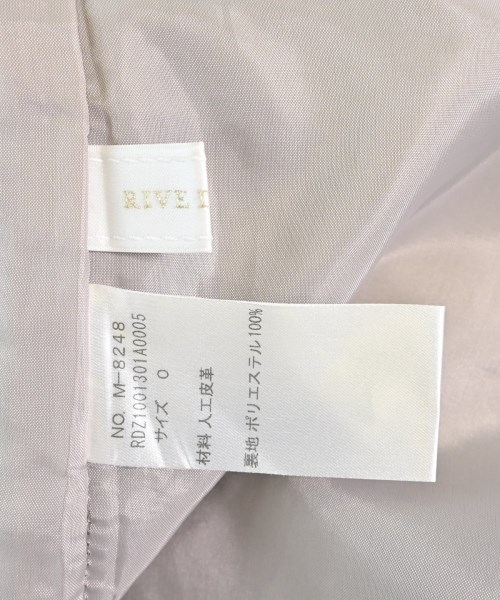 RIVE D
NO. M-8248
RDZ1001301A0005
サイズ 0
材料 人工皮革
裏地 ポリエステル100%